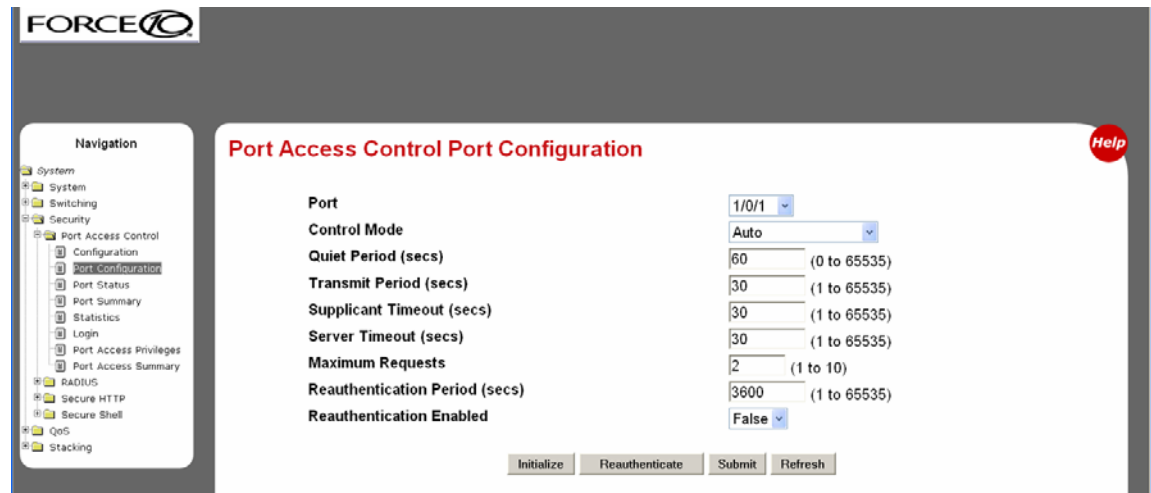 FORCE10
Navigation
System
System
Switching
Security
Port Access Control
Configuration
Port Configuration
Port Status
Port Summary
Statistics
Login
Port Access Privileges
Port Access Summary
RADIUS
Secure HTTP
Secure Shell
QoS
Stacking
Port Access Control Port Configuration
Help
Port 1/0/1
Control Mode Auto
Quiet Period (secs) 60 (0 to 65535)
Transmit Period (secs) 30 (1 to 65535)
Supplicant Timeout (secs) 30 (1 to 65535)
Server Timeout (secs) 30 (1 to 65535)
Maximum Requests 2 (1 to 10)
Reauthentication Period (secs) 3600 (1 to 65535)
Reauthentication Enabled False
Initialize Reauthenticate Submit Refresh